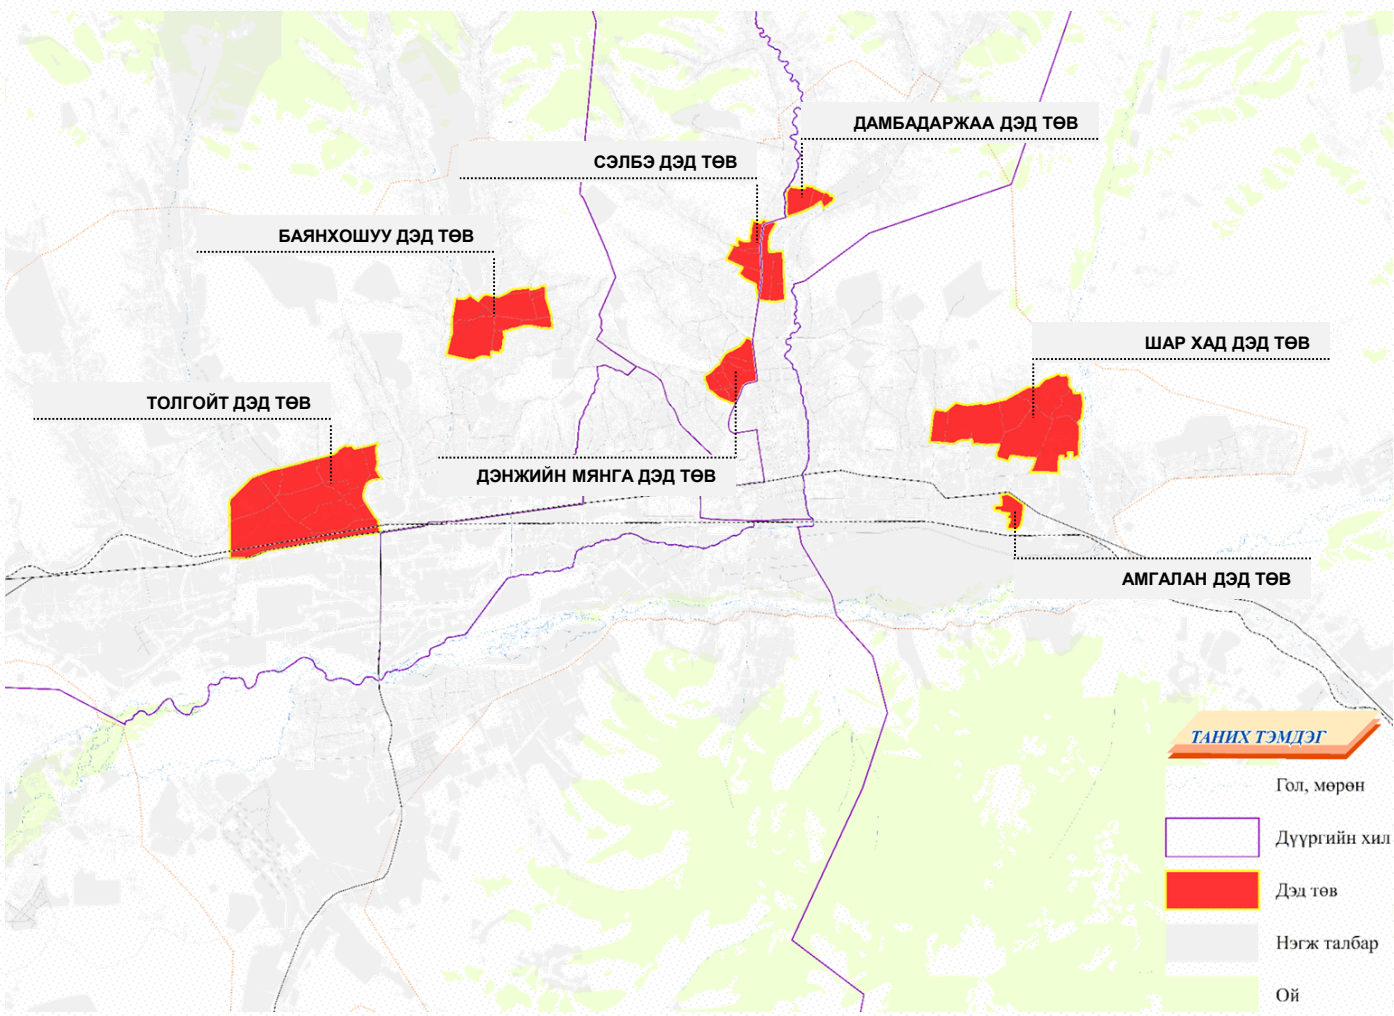 ДАМБАДАРЖАА ДЭД ТӨВ
СЭЛБЭ ДЭД ТӨВ
БАЯНХОШУУ ДЭД ТӨВ
ШАР ХАД ДЭД ТӨВ
ТОЛГОЙТ ДЭД ТӨВ
ДЭНЖИЙН МЯНГА ДЭД ТӨВ
АМГАЛАН ДЭД ТӨВ
ТАНИХ ТЭМДЭГ
Гол, мөрөн
Дүүргийн хил
Дэд төв
Нэгж талбар
Ой